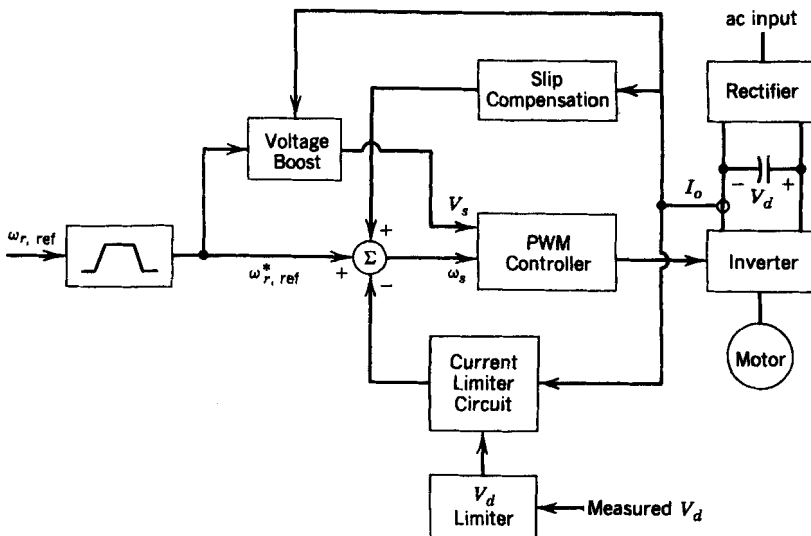 ac input
Slip
Compensation
Rectifier
Voltage
Boost
− +
V_d
I_o
V_s
ω_r, ref
+
+
Σ
−
ω*_r, ref
ω_s
PWM
Controller
Inverter
Current
Limiter
Circuit
Motor
V_d
Limiter
Measured V_d